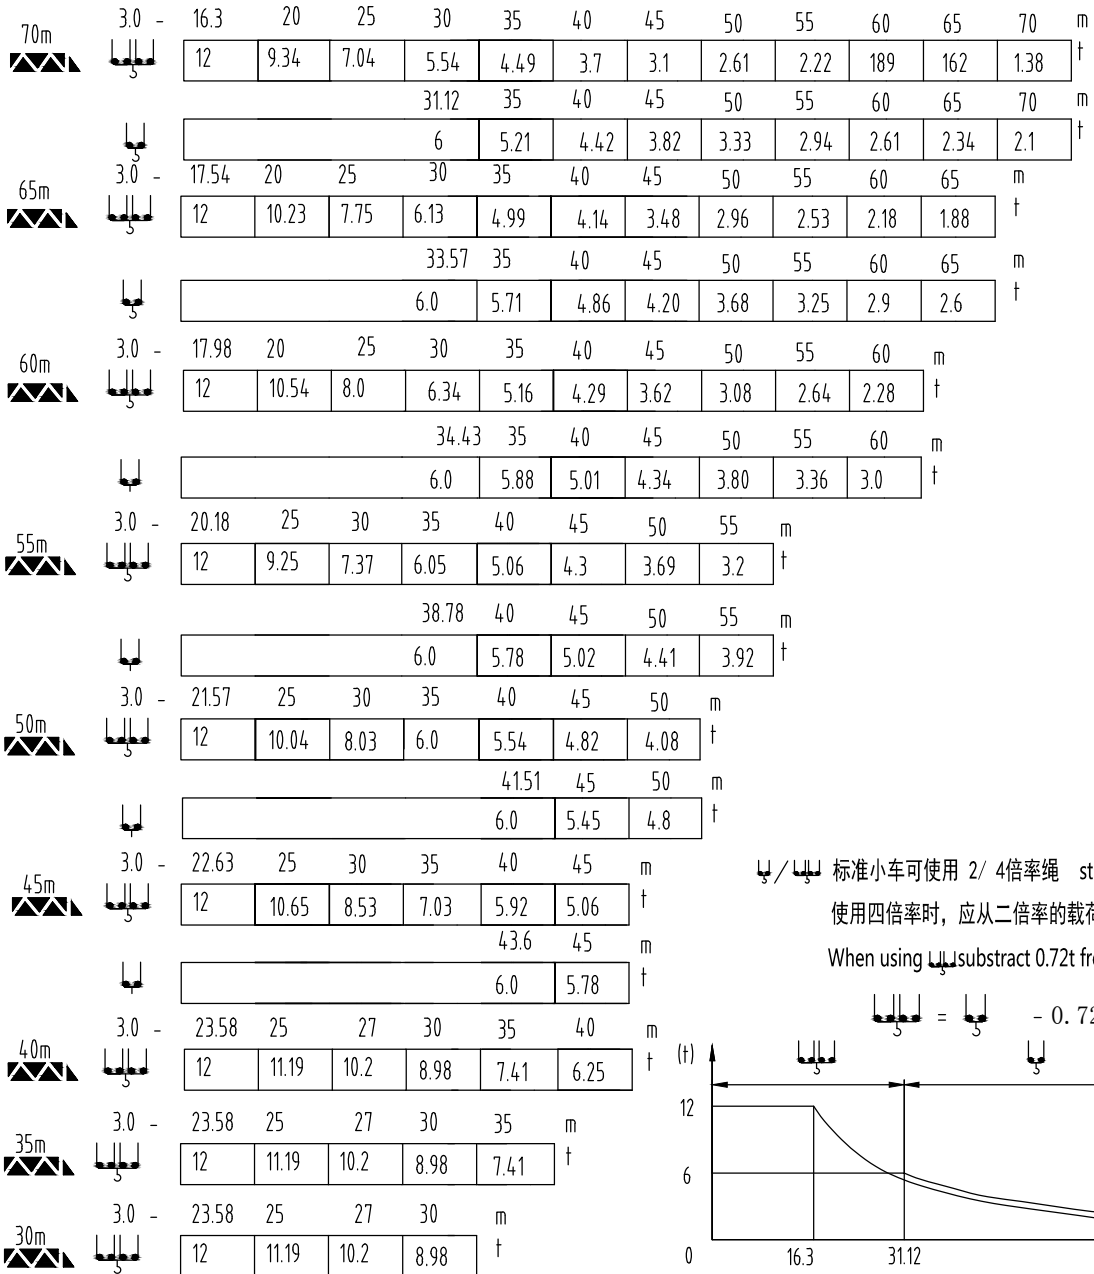 70m 3.0 - 16.3 20 25 30 35 40 45 50 55 60 65 70 m
12 9.34 7.04 5.54 4.49 3.7 3.1 2.61 2.22 189 162 1.38 t
31.12 35 40 45 50 55 60 65 70 m
6 5.21 4.42 3.82 3.33 2.94 2.61 2.34 2.1 t
65m 3.0 - 17.54 20 25 30 35 40 45 50 55 60 65 m
12 10.23 7.75 6.13 4.99 4.14 3.48 2.96 2.53 2.18 1.88 t
33.57 35 40 45 50 55 60 65 m
6.0 5.71 4.86 4.20 3.68 3.25 2.9 2.6 t
60m 3.0 - 17.98 20 25 30 35 40 45 50 55 60 m
12 10.54 8.0 6.34 5.16 4.29 3.62 3.08 2.64 2.28 t
34.43 35 40 45 50 55 60 m
6.0 5.88 5.01 4.34 3.80 3.36 3.0 t
55m 3.0 - 20.18 25 30 35 40 45 50 55 m
12 9.25 7.37 6.05 5.06 4.3 3.69 3.2 t
38.78 40 45 50 55 m
6.0 5.78 5.02 4.41 3.92 t
50m 3.0 - 21.57 25 30 35 40 45 50 m
12 10.04 8.03 6.0 5.54 4.82 4.08 t
41.51 45 50 m
6.0 5.45 4.8 t
45m 3.0 - 22.63 25 30 35 40 45 m
12 10.65 8.53 7.03 5.92 5.06 t
43.6 45 m
6.0 5.78 t
40m 3.0 - 23.58 25 27 30 35 40 m
12 11.19 10.2 8.98 7.41 6.25 t
35m 3.0 - 23.58 25 27 30 35 m
12 11.19 10.2 8.98 7.41 t
30m 3.0 - 23.58 25 27 30 m
12 11.19 10.2 8.98 t
/ 标准小车可使用 2/ 4倍率绳 st
使用四倍率时，应从二倍率的载荷
When using substract 0.72t fr
= - 0.72
(t)
12
6
0 16.3 31.12